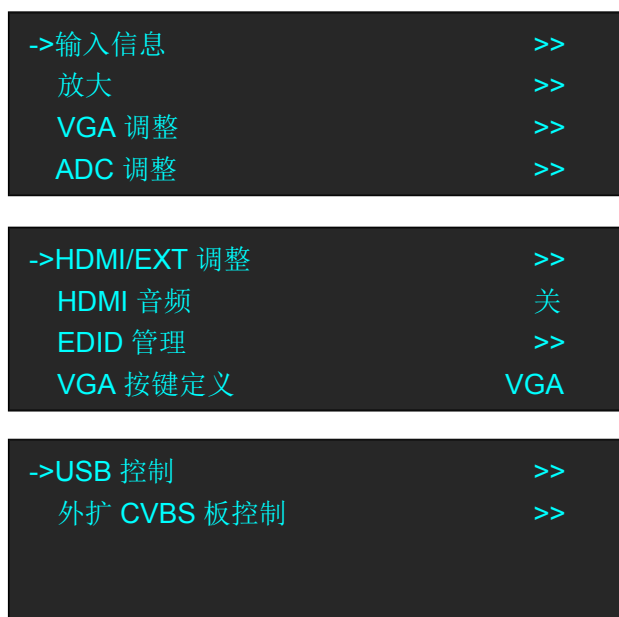 ->输入信息 >>
放大 >>
VGA 调整 >>
ADC 调整 >>
->HDMI/EXT 调整 >>
HDMI 音频 关
EDID 管理 >>
VGA 按键定义 VGA
->USB 控制 >>
外扩 CVBS 板控制 >>